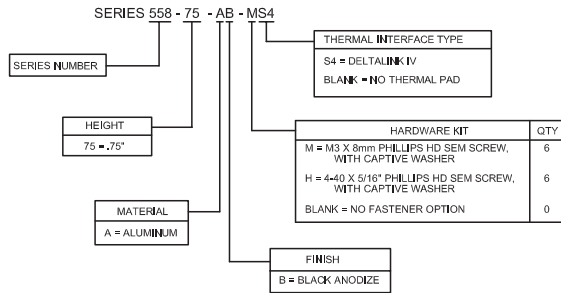 SERIES 558 - 75 - AB - MS4
THERMAL INTERFACE TYPE
S4 = DELTALINK IV
BLANK = NO THERMAL PAD
SERIES NUMBER
HEIGHT
75 = .75"
HARDWARE KIT QTY
M = M3 X 8mm PHILLIPS HD SEM SCREW, 6
WITH CAPTIVE WASHER
H = 4-40 X 5/16" PHILLIPS HD SEM SCREW, 6
WITH CAPTIVE WASHER
BLANK = NO FASTENER OPTION 0
MATERIAL
A = ALUMINUM
FINISH
B = BLACK ANODIZE